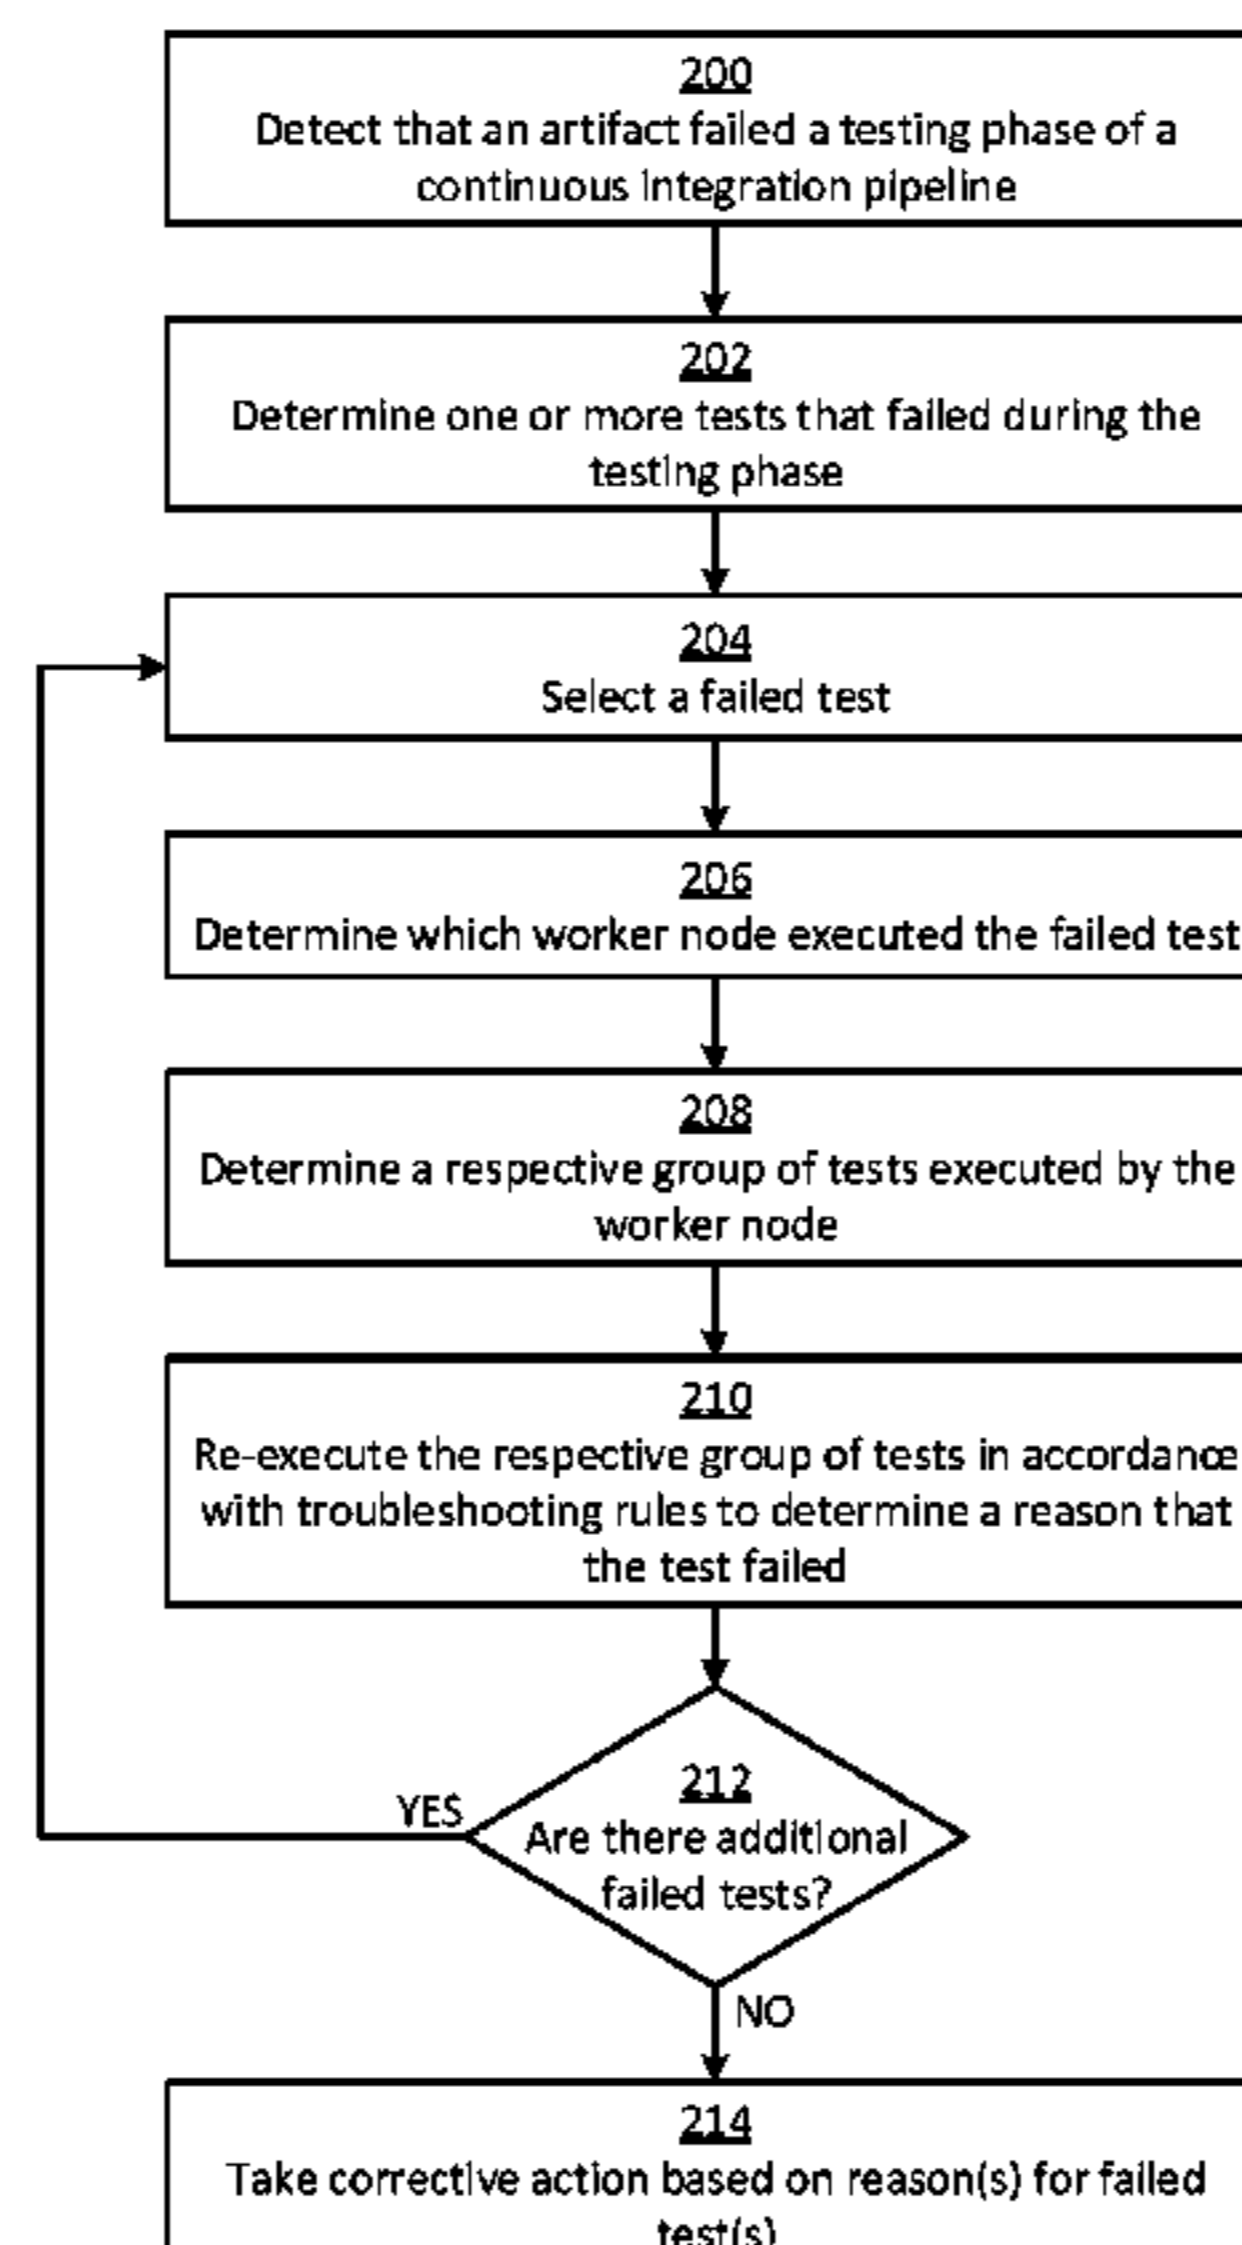 200
Detect that an artifact failed a testing phase of a
continuous integration pipeline
202
Determine one or more tests that failed during the
testing phase
204
Select a failed test
206
Determine which worker node executed the failed test
208
Determine a respective group of tests executed by the
worker node
210
Re-execute the respective group of tests in accordance
with troubleshooting rules to determine a reason that
the test failed
212
Are there additional
failed tests?
YES
NO
214
Take corrective action based on reason(s) for failed
test(s)